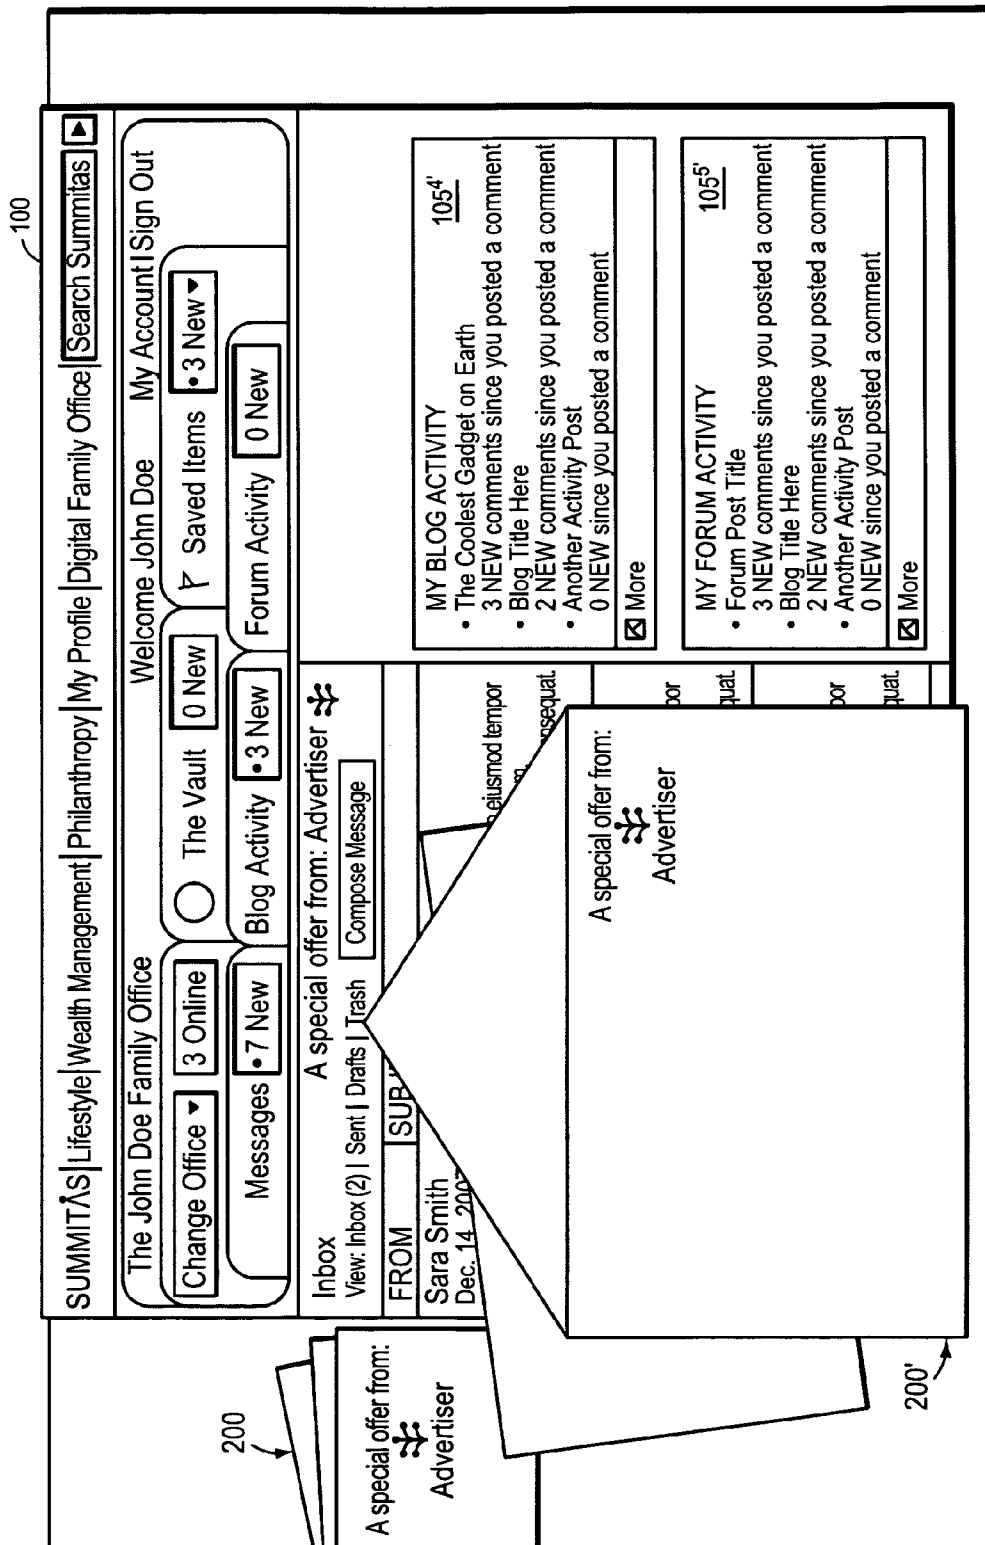 100
SUMMITÅS|Lifestyle|Wealth Management|Philanthropy|My Profile|Digital Family Office|Search Summitas
The John Doe Family Office Welcome John Doe My Account|Sign Out
Change Office 3 Online The Vault 0 New Saved Items •3 New
Messages •7 New Blog Activity •3 New Forum Activity 0 New
Inbox A special offer from: Advertiser
View: Inbox (2) | Sent | Drafts | Trash Compose Message
FROM SUB
Sara Smith
Dec. 14, 2007
eiusmod tempor
MY BLOG ACTIVITY 105⁴'
• The Coolest Gadget on Earth
3 NEW comments since you posted a comment
• Blog Title Here
2 NEW comments since you posted a comment
• Another Activity Post
0 NEW since you posted a comment
More
MY FORUM ACTIVITY 105⁵'
• Forum Post Title
3 NEW comments since you posted a comment
• Blog Title Here
2 NEW comments since you posted a comment
• Another Activity Post
0 NEW since you posted a comment
More
200
A special offer from:
Advertiser
A special offer from:
Advertiser
200'